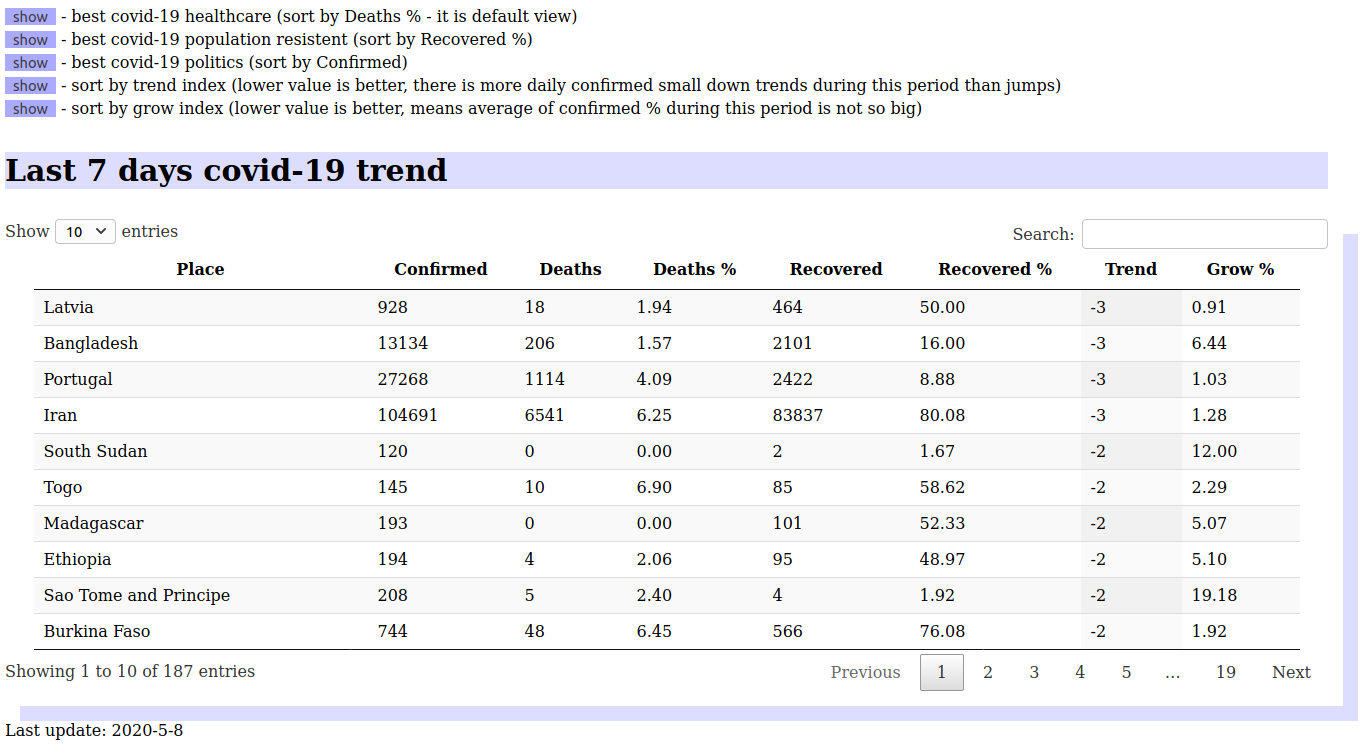 show - best covid-19 healthcare (sort by Deaths % - it is default view)
show - best covid-19 population resistent (sort by Recovered %)
show - best covid-19 politics (sort by Confirmed)
show - sort by trend index (lower value is better, there is more daily confirmed small down trends during this period than jumps)
show - sort by grow index (lower value is better, means average of confirmed % during this period is not so big)
Last 7 days covid-19 trend
Show 10 entries Search:
Place Confirmed Deaths Deaths % Recovered Recovered % Trend Grow %
Latvia 928 18 1.94 464 50.00 -3 0.91
Bangladesh 13134 206 1.57 2101 16.00 -3 6.44
Portugal 27268 1114 4.09 2422 8.88 -3 1.03
Iran 104691 6541 6.25 83837 80.08 -3 1.28
South Sudan 120 0 0.00 2 1.67 -2 12.00
Togo 145 10 6.90 85 58.62 -2 2.29
Madagascar 193 0 0.00 101 52.33 -2 5.07
Ethiopia 194 4 2.06 95 48.97 -2 5.10
Sao Tome and Principe 208 5 2.40 4 1.92 -2 19.18
Burkina Faso 744 48 6.45 566 76.08 -2 1.92
Showing 1 to 10 of 187 entries Previous 1 2 3 4 5 … 19 Next
Last update: 2020-5-8